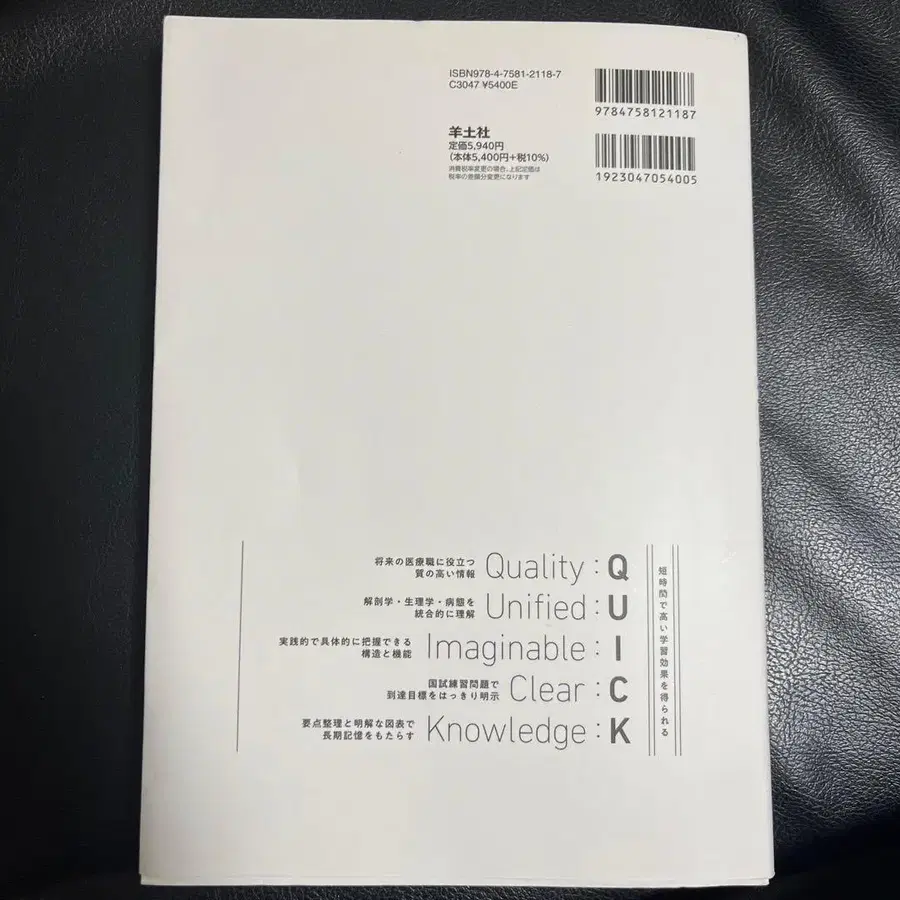 ISBN978-4-7581-2118-7
C3047 ¥5400E
9784758121187
羊土社
定価5,940円
(本体5,400円+税10%)
消費税率変更の場合、上記定価は
税率の差額分変更になります
1923047054005
短時間で高い学習効果を得られる
将来の医療職に役立つ
質の高い情報
Quality : Q
解剖学・生理学・病態を
統合的に理解
Unified : U
実践的で具体的に把握できる
構造と機能
Imaginable : I
国試練習問題で
到達目標をはっきり明示
Clear : C
要点整理と明解な図表で
長期記憶をもたらす
Knowledge : K